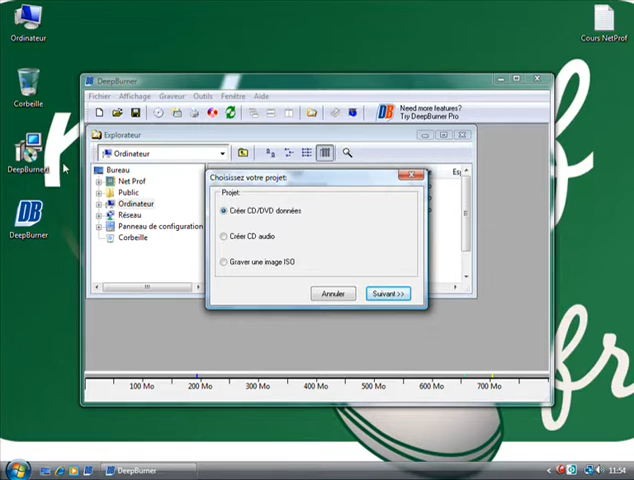 Ordinateur
Corbeille
DeepBurner1
DeepBurner
Cours NetProf
DeepBurner
Fichier Affichage Graveur Outils Fenêtre Aide
DB
Need more features?
Try DeepBurner Pro
Explorateur
Ordinateur
Bureau
Net Prof
Public
Ordinateur
Réseau
Panneau de configuration
Corbeille
Choisissez votre projet:
Projet:
Créer CD/DVD données
Créer CD audio
Graver une image ISO
Annuler
Suivant >>
100 Mo 200 Mo 300 Mo 400 Mo 500 Mo 600 Mo 700 Mo
DeepBurner
11:54